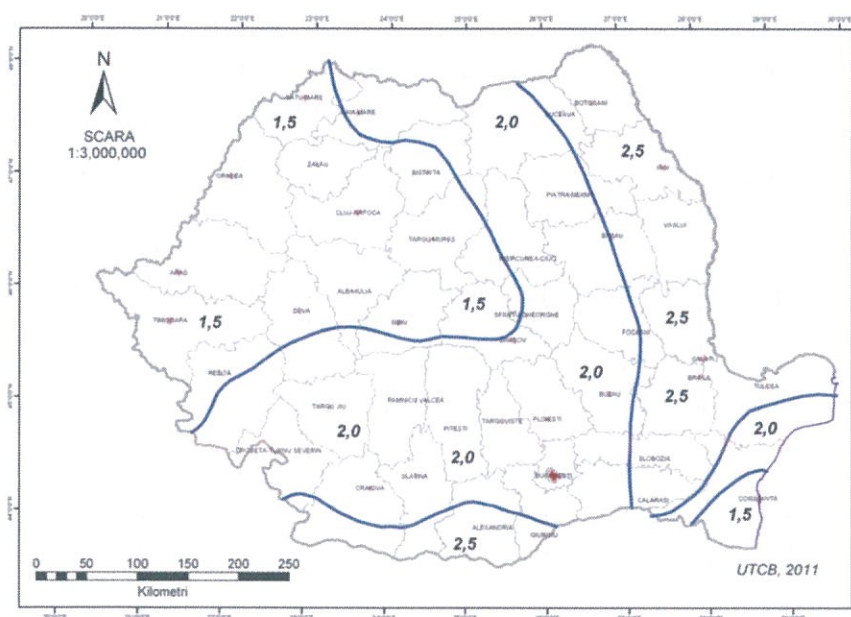 N
SCARA
1:3,000,000
SATU MARE
BAIA MARE
SUCEAVA
BOTOSANI
1,5
2,0
2,5
ORADEA
ZALAU
BISTRITA
IASI
CLUJ-NAPOCA
PIATRA NEAMT
TARGU MURES
BACAU
VASLUI
MIERCUREA-CIUC
ARAD
ALBA IULIA
DEVA
TIMISOARA
1,5
SIBIU
1,5
SFANTU GHEORGHE
BRASOV
FOCSANI
2,5
GALATI
RESITA
2,0
BRAILA
TULCEA
BUZAU
2,5
TARGU JIU
RAMNICU VALCEA
PITESTI
TARGOVISTE
PLOIESTI
2,0
2,0
2,0
DROBETA-TURNU SEVERIN
SLOBOZIA
BUCURESTI
CRAIOVA
SLATINA
CALARASI
CONSTANTA
1,5
ALEXANDRIA
GIURGIU
2,5
0 50 100 150 200 250
Kilometri
UTCB, 2011